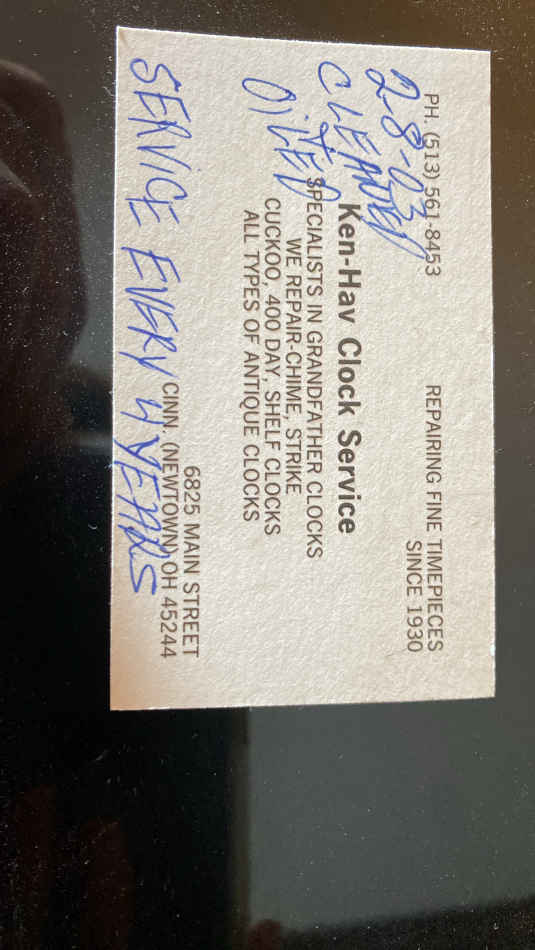 PH. (513) 561-8453
REPAIRING FINE TIMEPIECES
SINCE 1930
2-8-03
CLEANED
+
OiLED
Ken-Hav Clock Service
SPECIALISTS IN GRANDFATHER CLOCKS
WE REPAIR-CHIME, STRIKE
CUCKOO, 400 DAY, SHELF CLOCKS
ALL TYPES OF ANTIQUE CLOCKS
6825 MAIN STREET
CINN. (NEWTOWN) OH 45244
SERViCE EVERY 4 YEARS